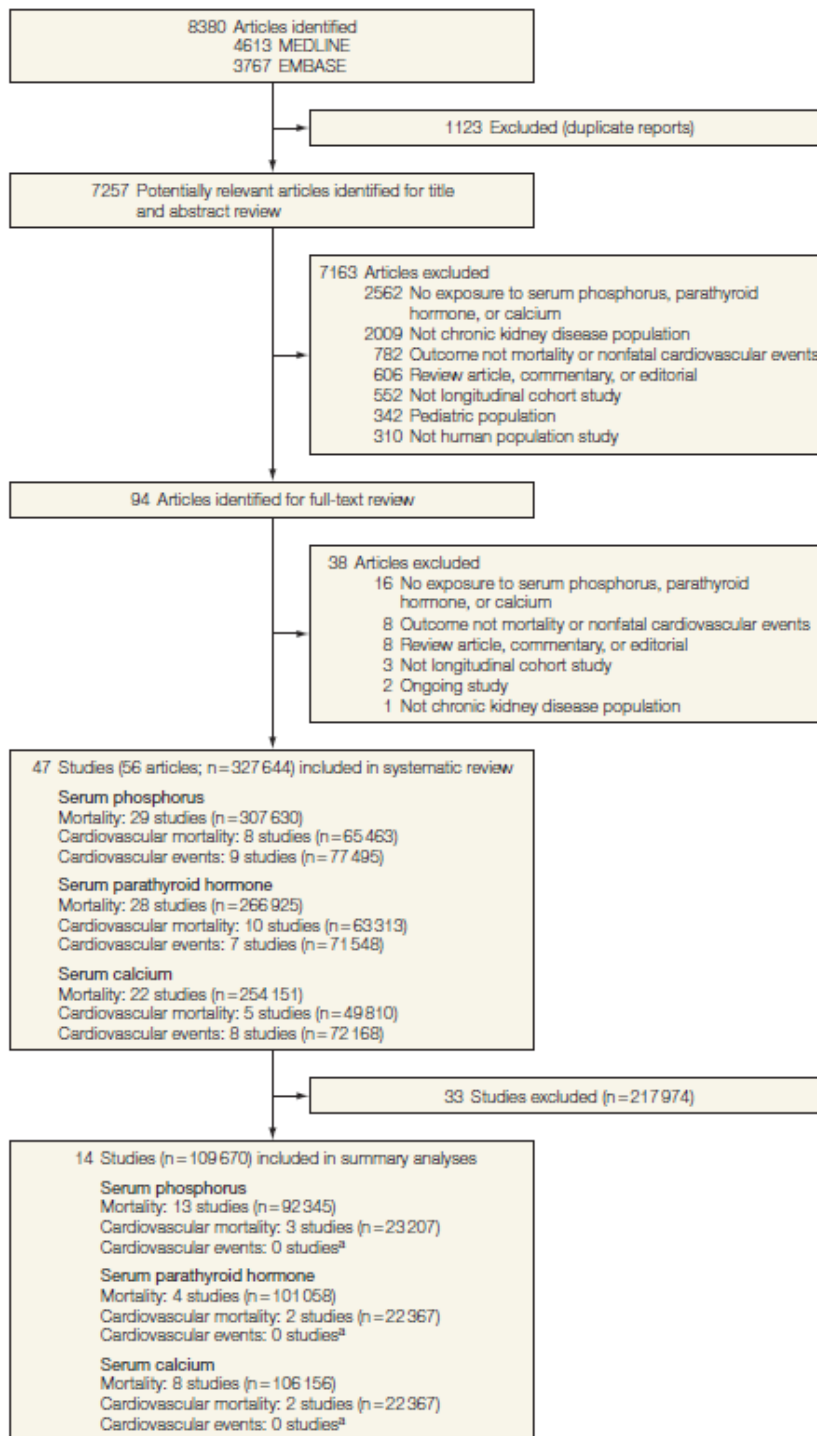 8380 Articles identified
4613 MEDLINE
3767 EMBASE
1123 Excluded (duplicate reports)
7257 Potentially relevant articles identified for title
and abstract review
7163 Articles excluded
2562 No exposure to serum phosphorus, parathyroid
hormone, or calcium
2009 Not chronic kidney disease population
782 Outcome not mortality or nonfatal cardiovascular events
606 Review article, commentary, or editorial
552 Not longitudinal cohort study
342 Pediatric population
310 Not human population study
94 Articles identified for full-text review
38 Articles excluded
16 No exposure to serum phosphorus, parathyroid
hormone, or calcium
8 Outcome not mortality or nonfatal cardiovascular events
8 Review article, commentary, or editorial
3 Not longitudinal cohort study
2 Ongoing study
1 Not chronic kidney disease population
47 Studies (56 articles; n=327 644) included in systematic review
Serum phosphorus
Mortality: 29 studies (n=307 630)
Cardiovascular mortality: 8 studies (n=65 463)
Cardiovascular events: 9 studies (n=77 495)
Serum parathyroid hormone
Mortality: 28 studies (n=266 925)
Cardiovascular mortality: 10 studies (n=63 313)
Cardiovascular events: 7 studies (n=71 548)
Serum calcium
Mortality: 22 studies (n=254 151)
Cardiovascular mortality: 5 studies (n=49 810)
Cardiovascular events: 8 studies (n=72 168)
33 Studies excluded (n=217 974)
14 Studies (n=109 670) included in summary analyses
Serum phosphorus
Mortality: 13 studies (n=92 345)
Cardiovascular mortality: 3 studies (n=23 207)
Cardiovascular events: 0 studiesª
Serum parathyroid hormone
Mortality: 4 studies (n=101 058)
Cardiovascular mortality: 2 studies (n=22 367)
Cardiovascular events: 0 studiesª
Serum calcium
Mortality: 8 studies (n=106 156)
Cardiovascular mortality: 2 studies (n=22 367)
Cardiovascular events: 0 studiesª